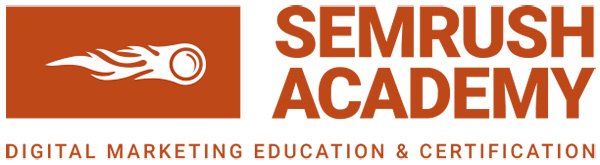 SEMRUSH
ACADEMY
DIGITAL MARKETING EDUCATION & CERTIFICATION